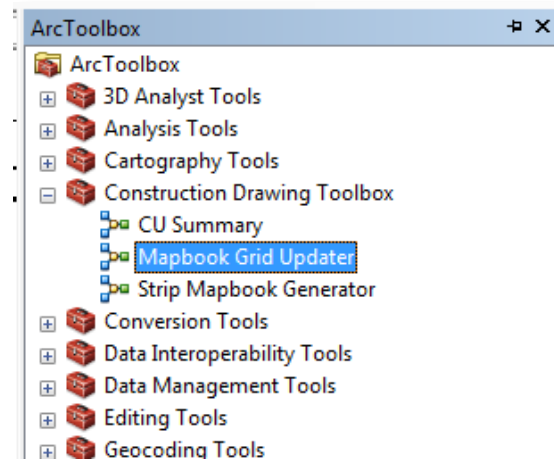 ArcToolbox
ArcToolbox
3D Analyst Tools
Analysis Tools
Cartography Tools
Construction Drawing Toolbox
CU Summary
Mapbook Grid Updater
Strip Mapbook Generator
Conversion Tools
Data Interoperability Tools
Data Management Tools
Editing Tools
Geocoding Tools